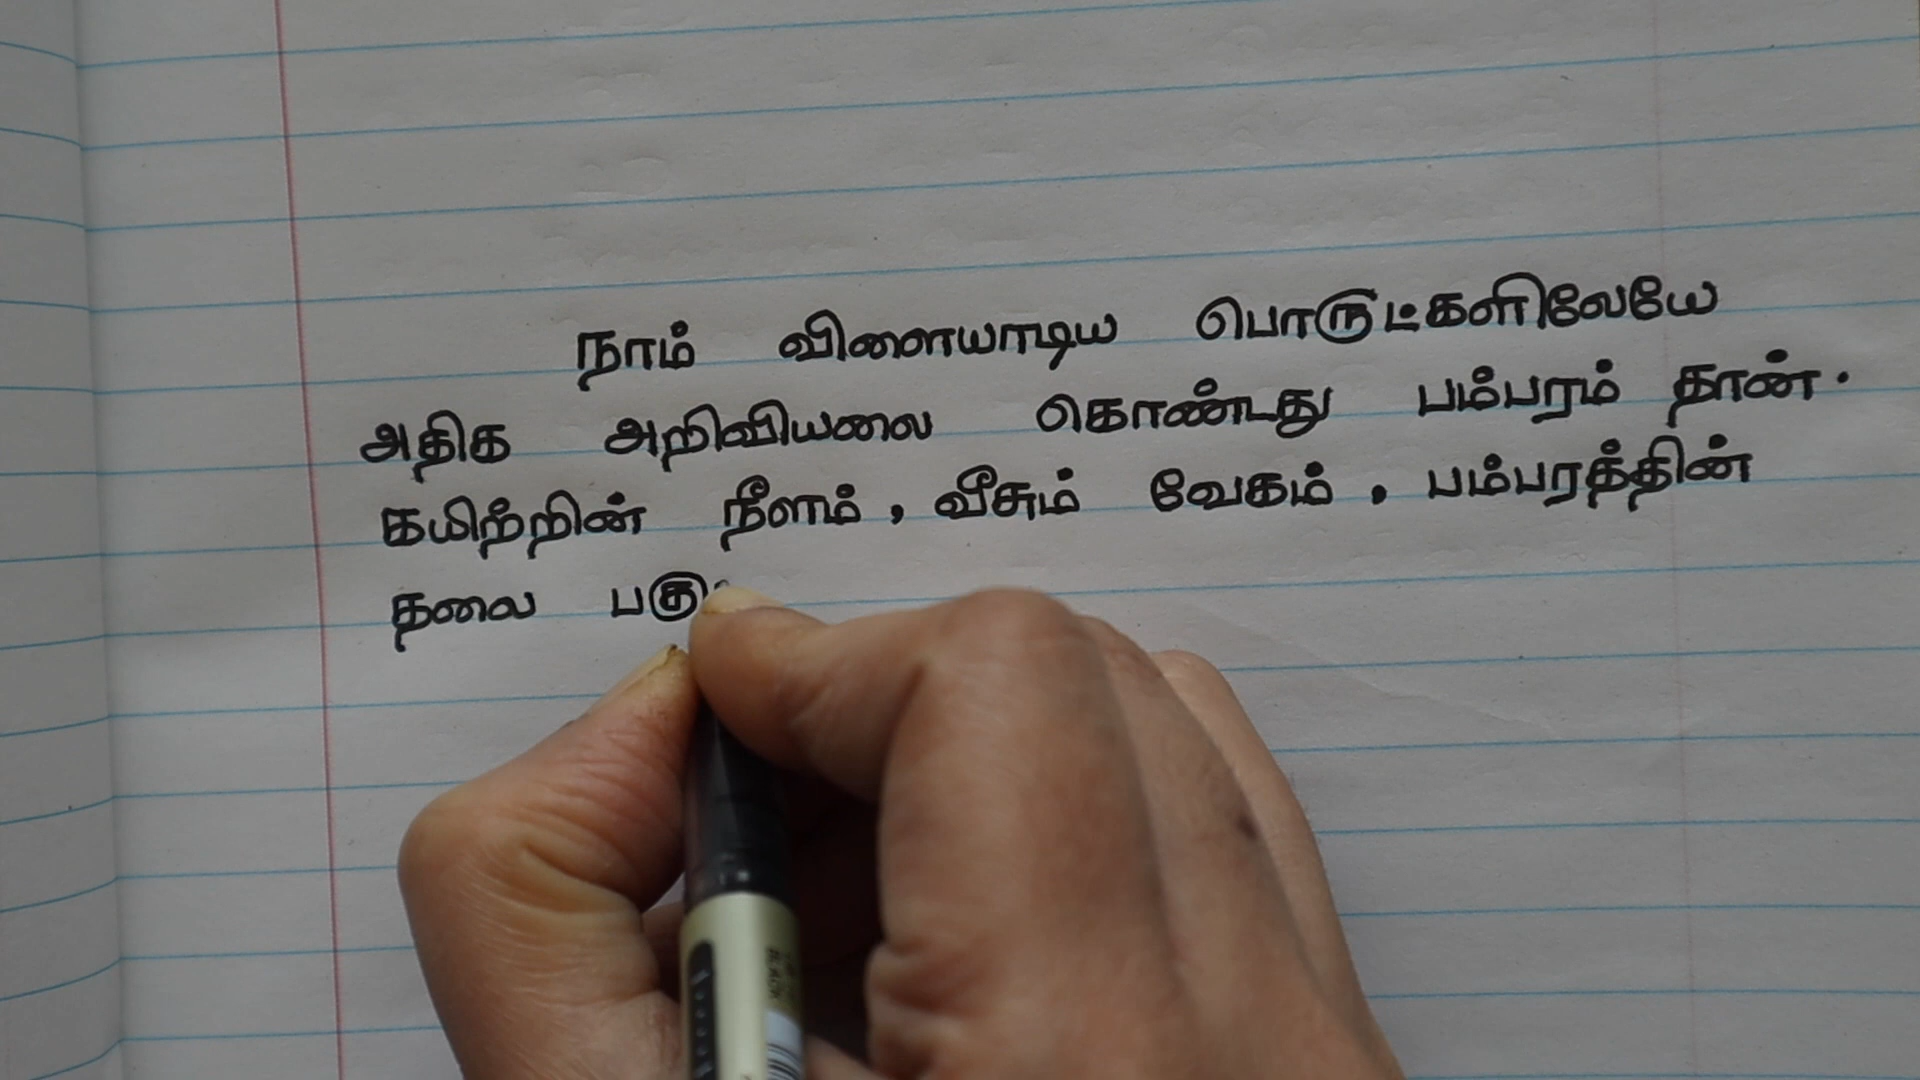 நாம் விளையாடிய பொருட்களிலேயே
அதிக அறிவியலை கொண்டது பம்பரம் தான்.
கயிற்றின் நீளம், வீசும் வேகம், பம்பரத்தின்
தலை